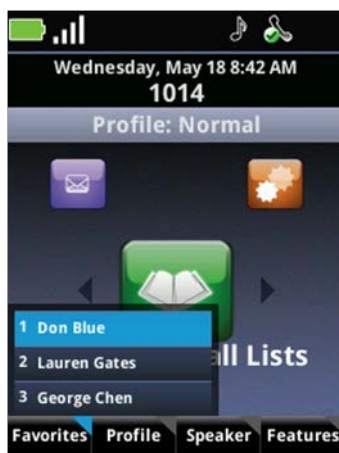 Wednesday, May 18 8:42 AM
1014
Profile: Normal
1 Don Blue
2 Lauren Gates
3 George Chen
all Lists
Favorites Profile Speaker Features